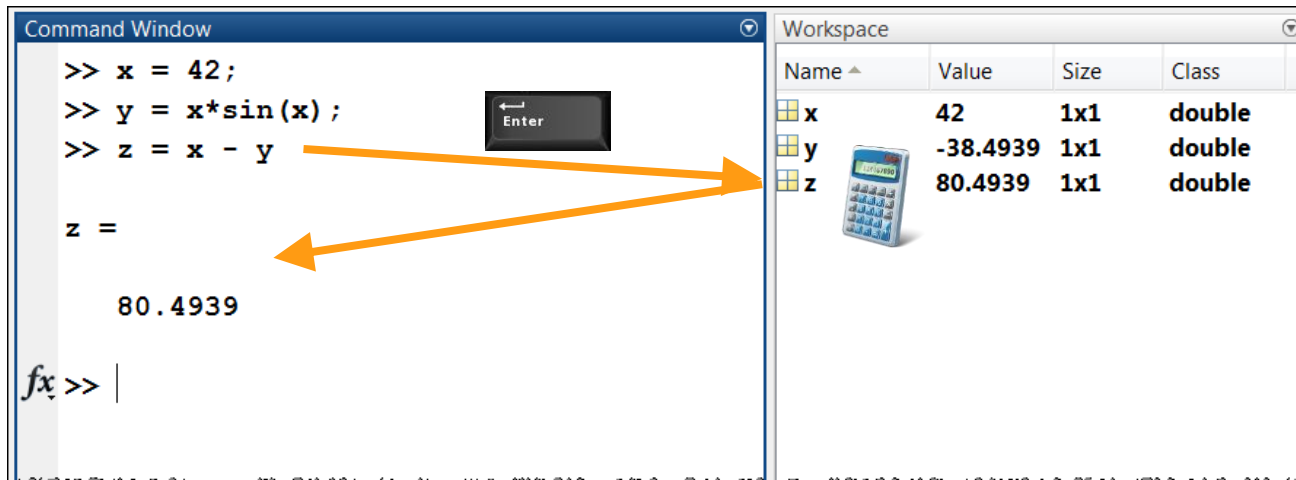 Command Window
>> x = 42;
>> y = x*sin(x);
>> z = x - y
z =
80.4939
fx >>
Enter
Workspace
Name Value Size Class
x 42 1x1 double
y -38.4939 1x1 double
z 80.4939 1x1 double